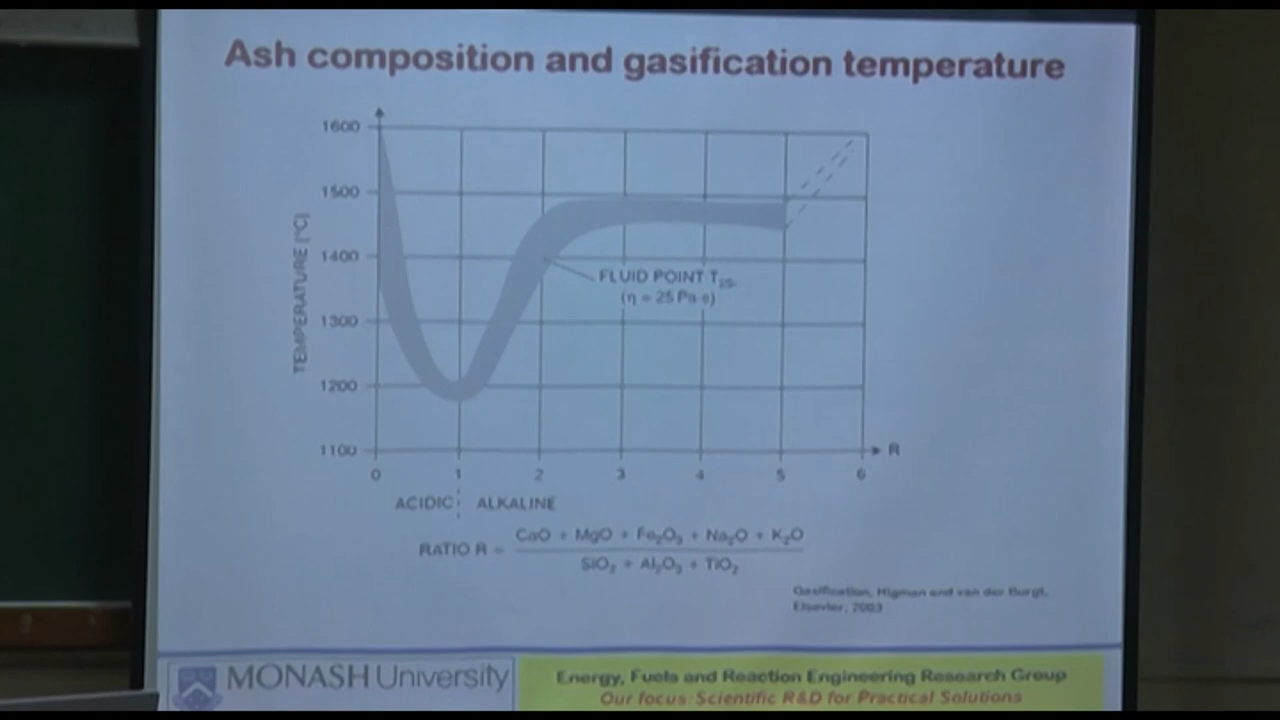 Ash composition and gasification temperature
1600
1500
1400
1300
1200
1100
TEMPERATURE [°C]
FLUID POINT T25,
(η = 25 Pa·s)
0 1 2 3 4 5 6
R
ACIDIC ALKALINE
RATIO R = CaO + MgO + Fe2O3 + Na2O + K2O
SiO2 + Al2O3 + TiO2
Gasification, Higman and van der Burgt,
Elsevier, 2003
MONASH University
Energy, Fuels and Reaction Engineering Research Group
Our focus: Scientific R&D for Practical Solutions